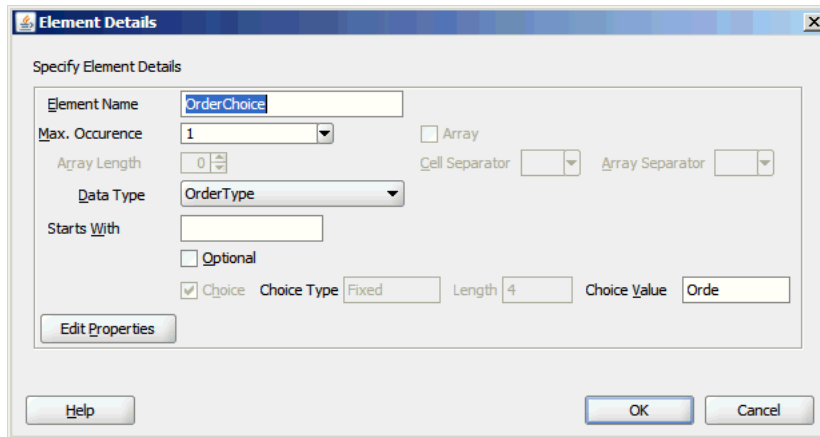 Element Details
Specify Element Details
Element Name OrderChoice
Max. Occurence 1 Array
Array Length 0 Cell Separator Array Separator
Data Type OrderType
Starts With
Optional
Choice Choice Type Fixed Length 4 Choice Value Orde
Edit Properties
Help OK Cancel